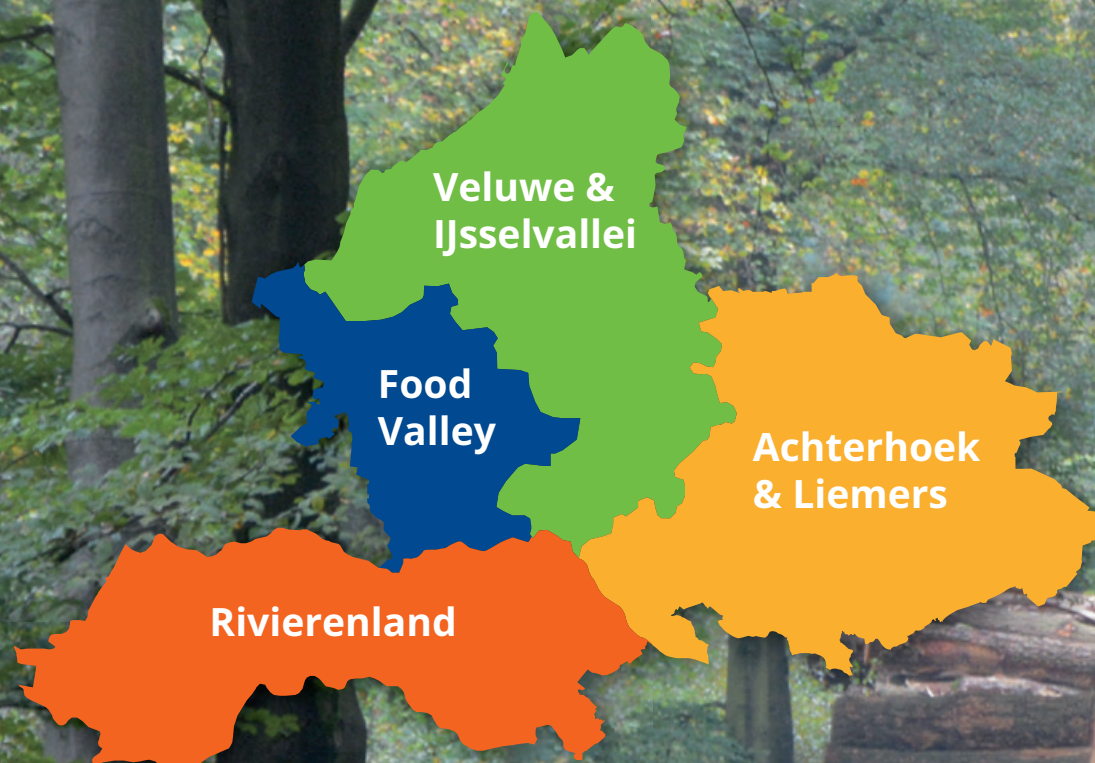 Veluwe &
IJsselvallei
Food
Valley
Achterhoek
& Liemers
Rivierenland